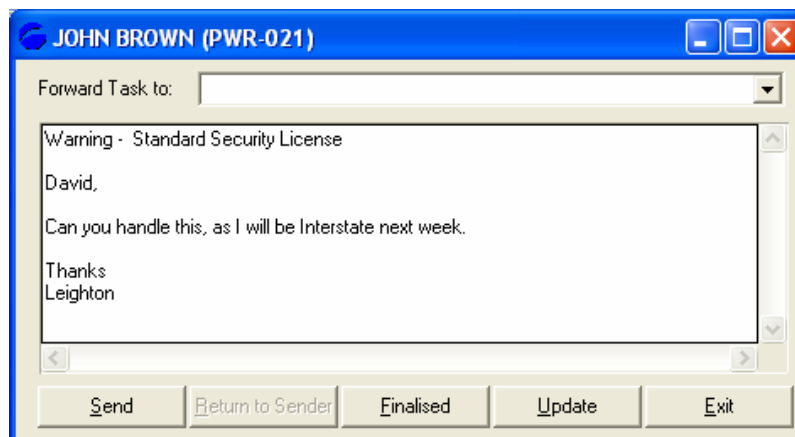 JOHN BROWN (PWR-021)
Forward Task to:
Warning -  Standard Security License
David,
Can you handle this, as I will be Interstate next week.
Thanks
Leighton
Send
Return to Sender
Finalised
Update
Exit